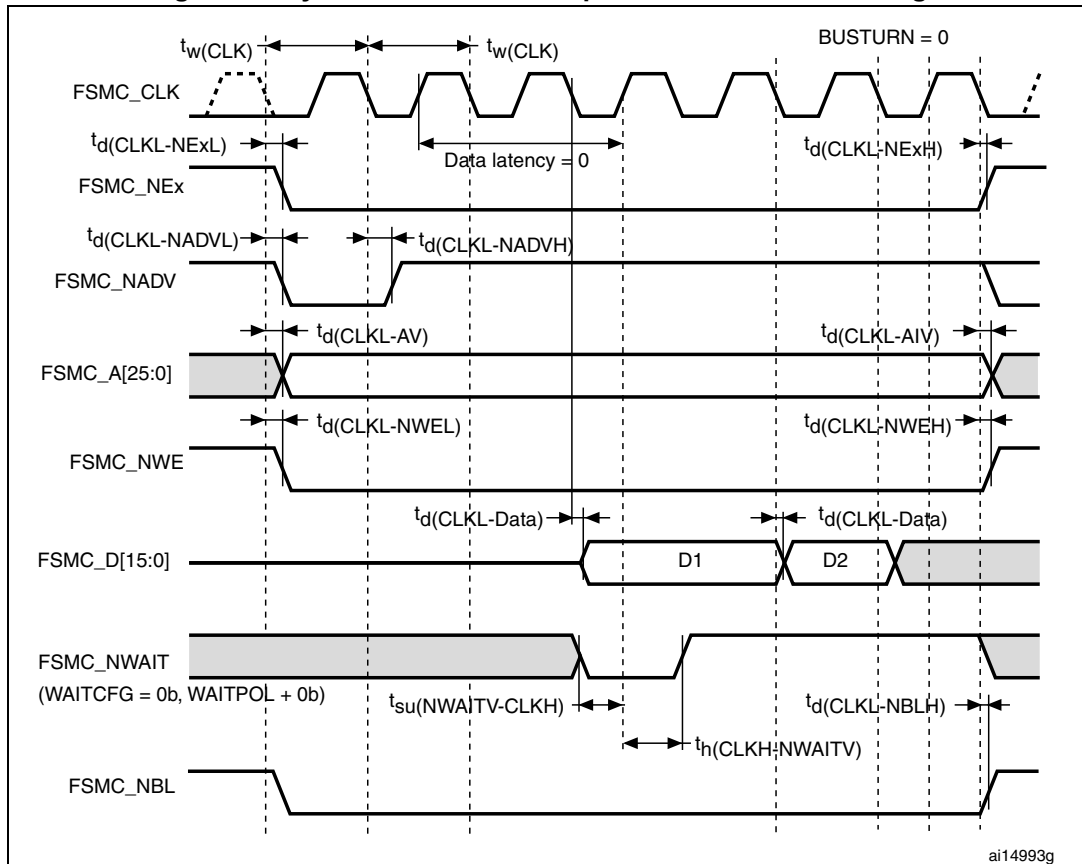 tw(CLK)
tw(CLK)
BUSTURN = 0
FSMC_CLK
td(CLKL-NExL)
Data latency = 0
td(CLKL-NExH)
FSMC_NEx
td(CLKL-NADVL)
td(CLKL-NADVH)
FSMC_NADV
td(CLKL-AV)
td(CLKL-AIV)
FSMC_A[25:0]
td(CLKL-NWEL)
td(CLKL-NWEH)
FSMC_NWE
td(CLKL-Data)
td(CLKL-Data)
FSMC_D[15:0]
D1
D2
FSMC_NWAIT
(WAITCFG = 0b, WAITPOL + 0b)
tsu(NWAITV-CLKH)
td(CLKL-NBLH)
th(CLKH-NWAITV)
FSMC_NBL
ai14993g